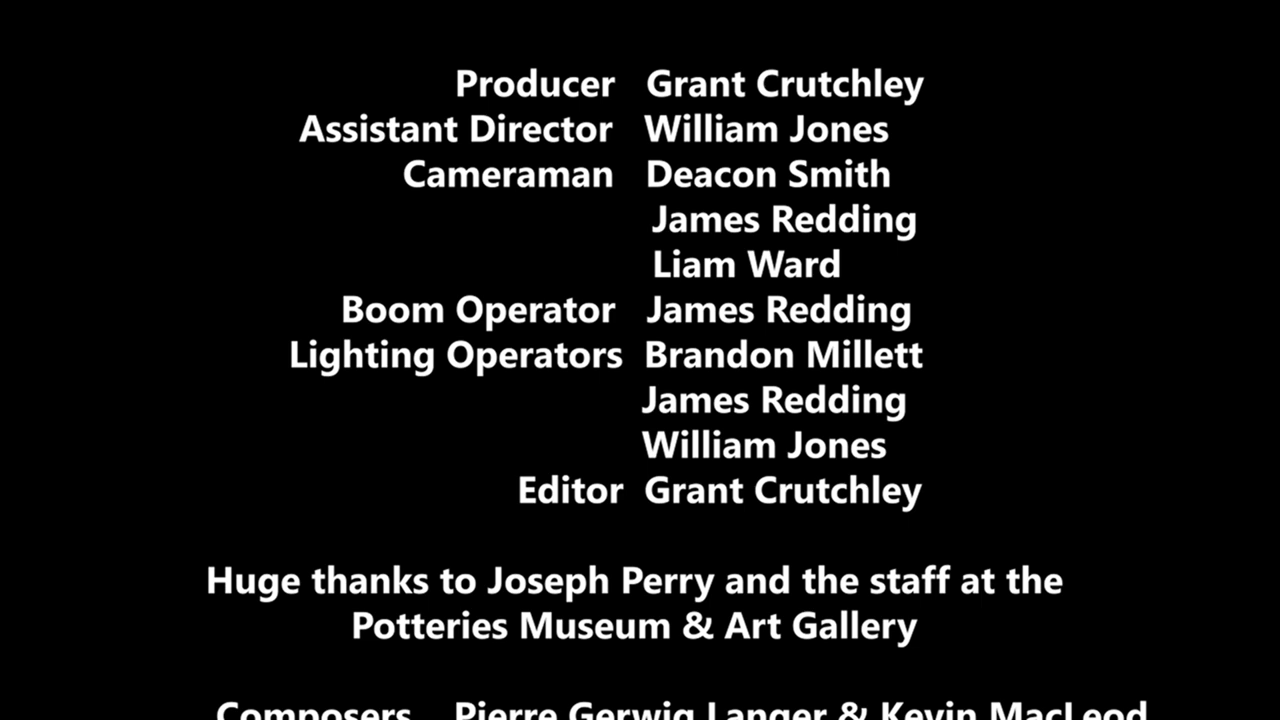 Producer Grant Crutchley
Assistant Director William Jones
Cameraman Deacon Smith
James Redding
Liam Ward
Boom Operator James Redding
Lighting Operators Brandon Millett
James Redding
William Jones
Editor Grant Crutchley
Huge thanks to Joseph Perry and the staff at the
Potteries Museum & Art Gallery
Composers Pierre Gerwig Langer & Kevin MacLeod